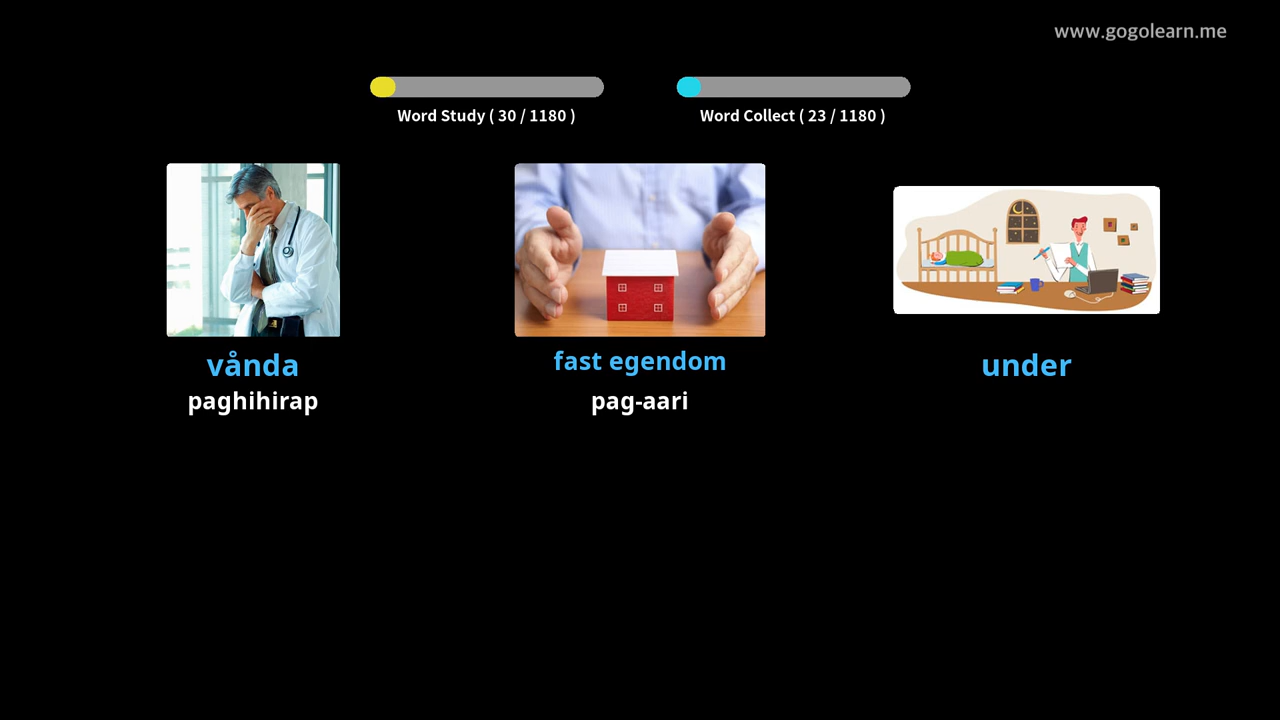 www.gogolearn.me
Word Study ( 30 / 1180 )
Word Collect ( 23 / 1180 )
vånda
paghihirap
fast egendom
pag-aari
under